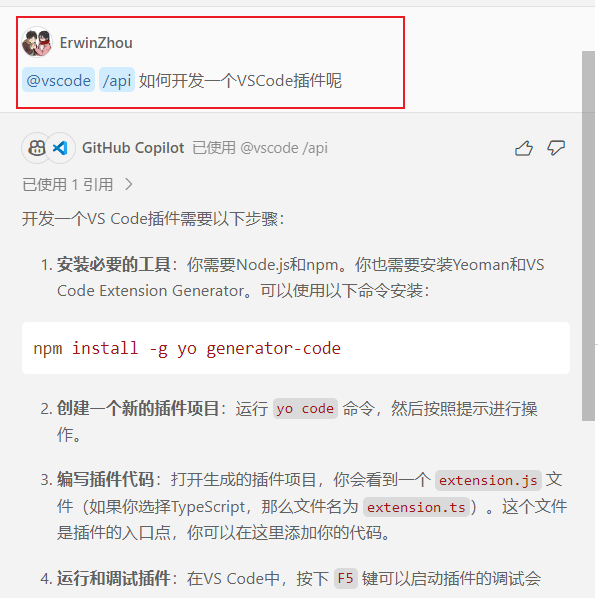 ErwinZhou
@vscode /api 如何开发一个VSCode插件呢
GitHub Copilot 已使用 @vscode /api
已使用 1 引用
开发一个VS Code插件需要以下步骤：
1. 安装必要的工具：你需要Node.js和npm。你也需要安装Yeoman和VS
Code Extension Generator。可以使用以下命令安装：
npm install -g yo generator-code
2. 创建一个新的插件项目：运行 yo code 命令，然后按照提示进行操
作。
3. 编写插件代码：打开生成的插件项目，你会看到一个 extension.js 文
件（如果你选择TypeScript，那么文件名为 extension.ts）。这个文件
是插件的入口点，你可以在这里添加你的代码。
4. 运行和调试插件：在VS Code中，按下 F5 键可以启动插件的调试会